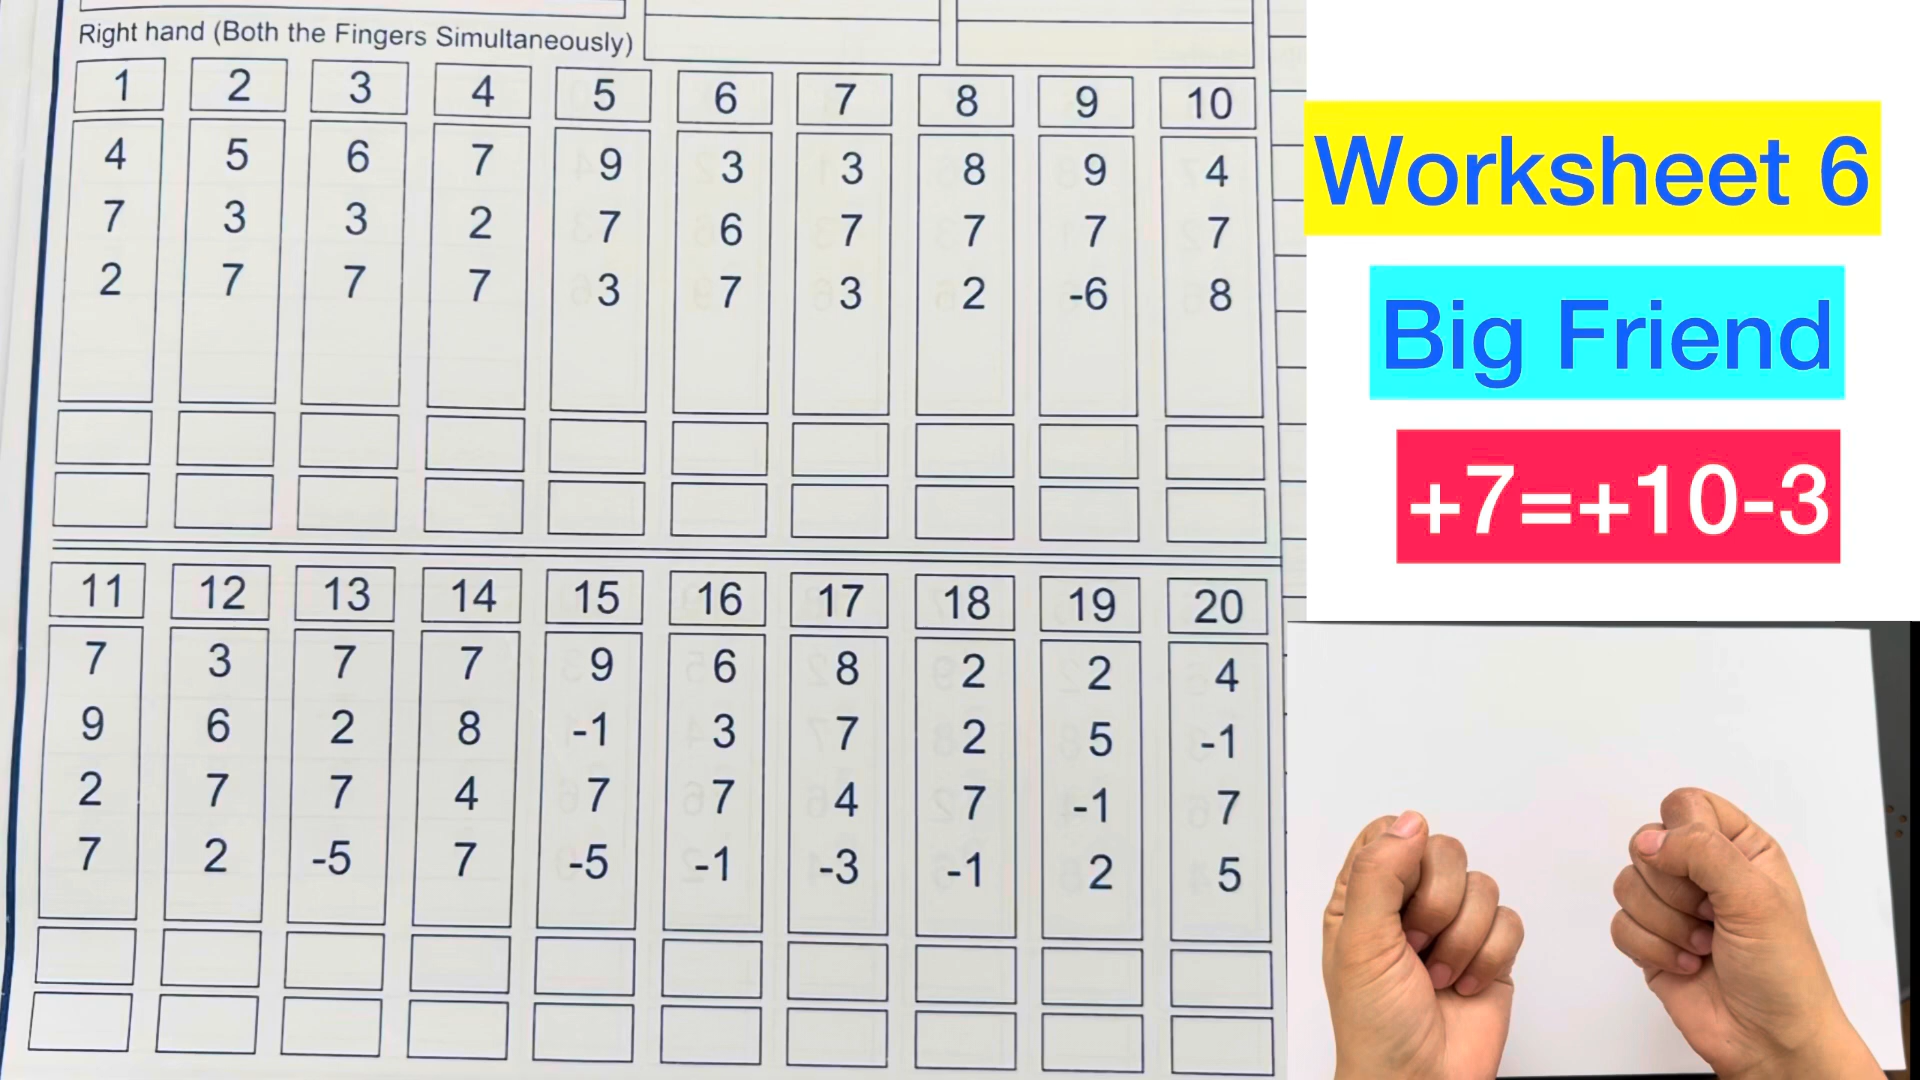 Right hand (Both the Fingers Simultaneously)
1 2 3 4 5 6 7 8 9 10
4 5 6 7 9 3 3 8 9 4
7 3 3 2 7 6 7 7 7 7
2 7 7 7 3 7 3 2 -6 8
11 12 13 14 15 16 17 18 19 20
7 3 7 7 9 6 8 2 2 4
9 6 2 8 -1 3 7 2 5 -1
2 7 7 4 7 7 4 7 -1 7
7 2 -5 7 -5 -1 -3 -1 2 5
Worksheet 6
Big Friend
+7=+10-3